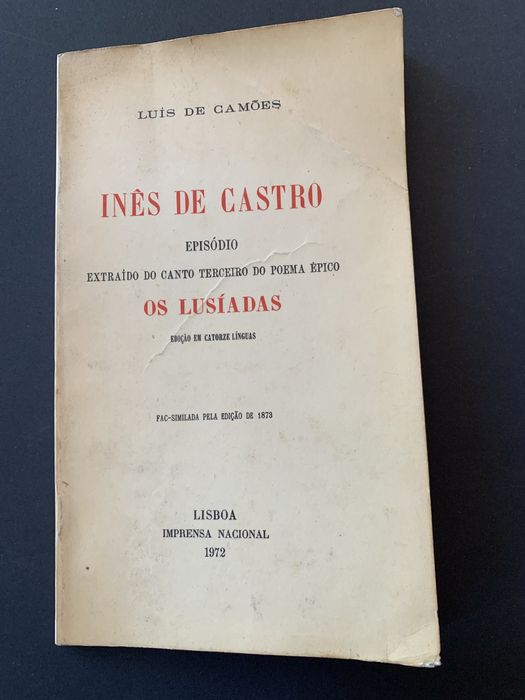 LUÍS DE CAMÕES
INÊS DE CASTRO
EPISÓDIO
EXTRAÍDO DO CANTO TERCEIRO DO POEMA ÉPICO
OS LUSÍADAS
EDIÇÃO EM CATORZE LÍNGUAS
FAC-SIMILADA PELA EDIÇÃO DE 1873
LISBOA
IMPRENSA NACIONAL
1972